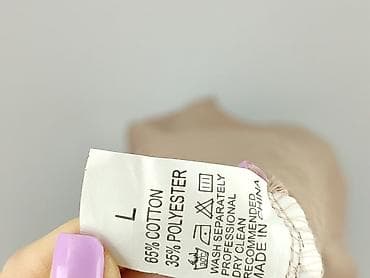 L
65% COTTON
35% POLYESTER
WASH SEPARATELY
PROFESSIONAL
DRY CLEAN
RECOMMENDED
MADE IN CHINA